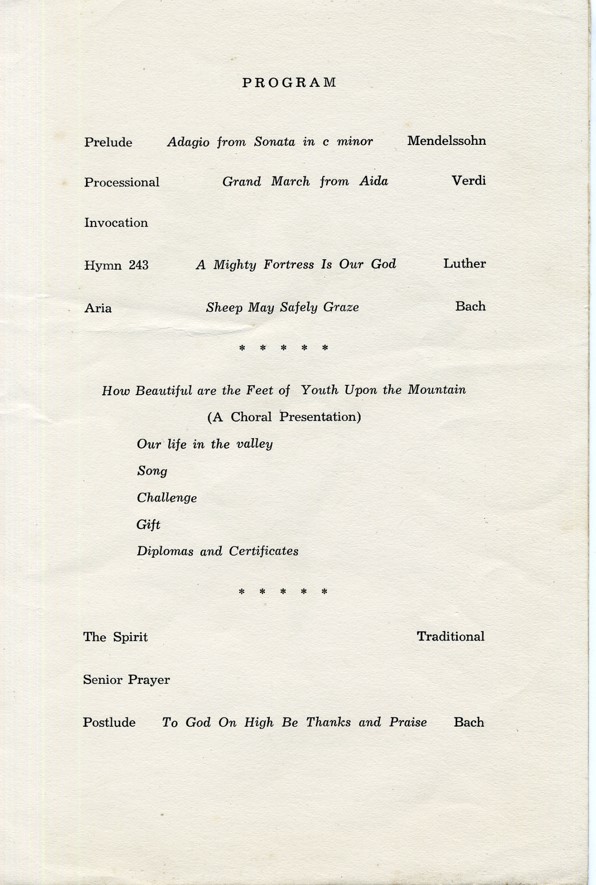 PROGRAM
Prelude Adagio from Sonata in c minor Mendelssohn
Processional Grand March from Aida Verdi
Invocation
Hymn 243 A Mighty Fortress Is Our God Luther
Aria Sheep May Safely Graze Bach
* * * * *
How Beautiful are the Feet of Youth Upon the Mountain
(A Choral Presentation)
Our life in the valley
Song
Challenge
Gift
Diplomas and Certificates
* * * * *
The Spirit Traditional
Senior Prayer
Postlude To God On High Be Thanks and Praise Bach